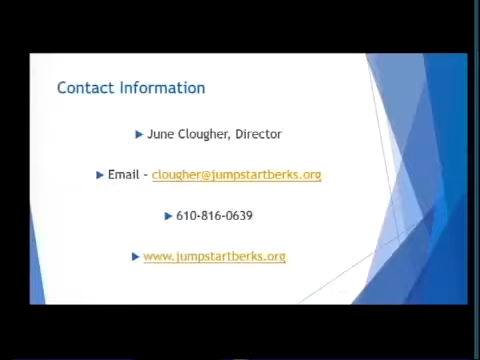 Contact Information
June Clougher, Director
Email - clougher@jumpstartberks.org
610-816-0639
www.jumpstartberks.org